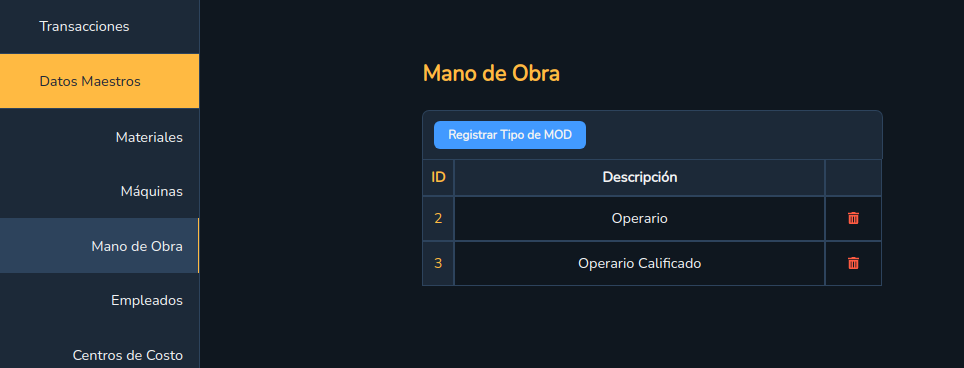 Transacciones
Datos Maestros
Materiales
Máquinas
Mano de Obra
Empleados
Centros de Costo
Mano de Obra
Registrar Tipo de MOD
ID Descripción
2 Operario
3 Operario Calificado